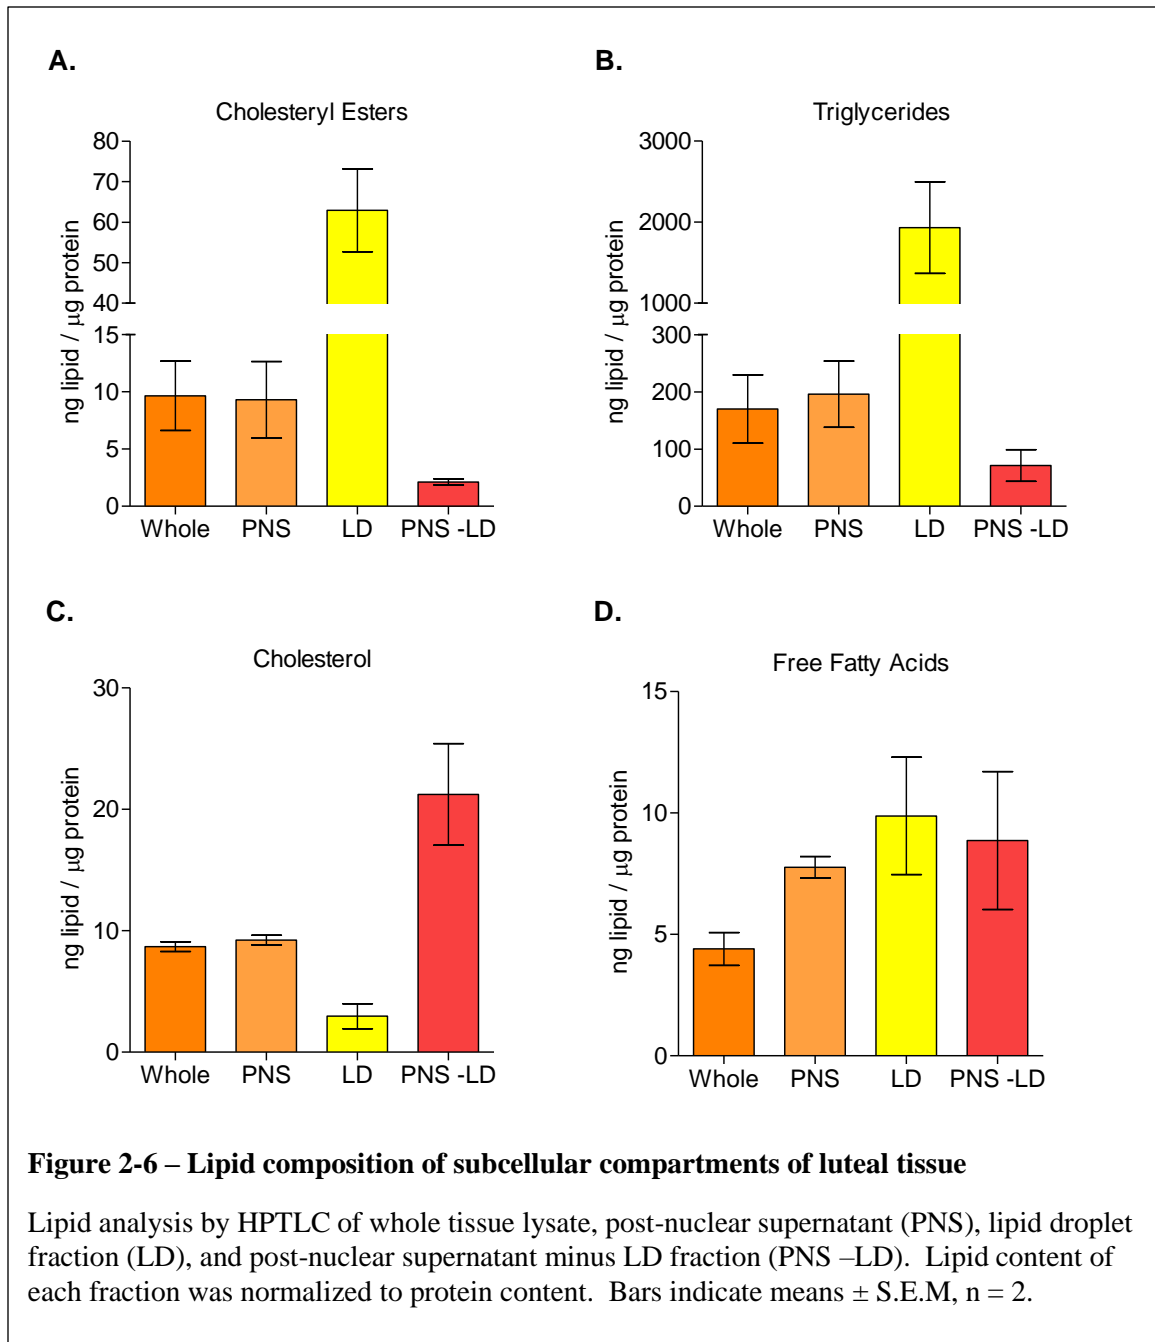 A.
Cholesteryl Esters
ng lipid / µg protein
80
70
60
50
40
15
10
5
0
Whole PNS LD PNS -LD
B.
Triglycerides
ng lipid / µg protein
3000
2000
1000
300
200
100
0
Whole PNS LD PNS -LD
C.
Cholesterol
ng lipid / µg protein
30
20
10
0
Whole PNS LD PNS -LD
D.
Free Fatty Acids
ng lipid / µg protein
15
10
5
0
Whole PNS LD PNS -LD
Figure 2-6 – Lipid composition of subcellular compartments of luteal tissue
Lipid analysis by HPTLC of whole tissue lysate, post-nuclear supernatant (PNS), lipid droplet
fraction (LD), and post-nuclear supernatant minus LD fraction (PNS –LD).  Lipid content of
each fraction was normalized to protein content.  Bars indicate means ± S.E.M, n = 2.